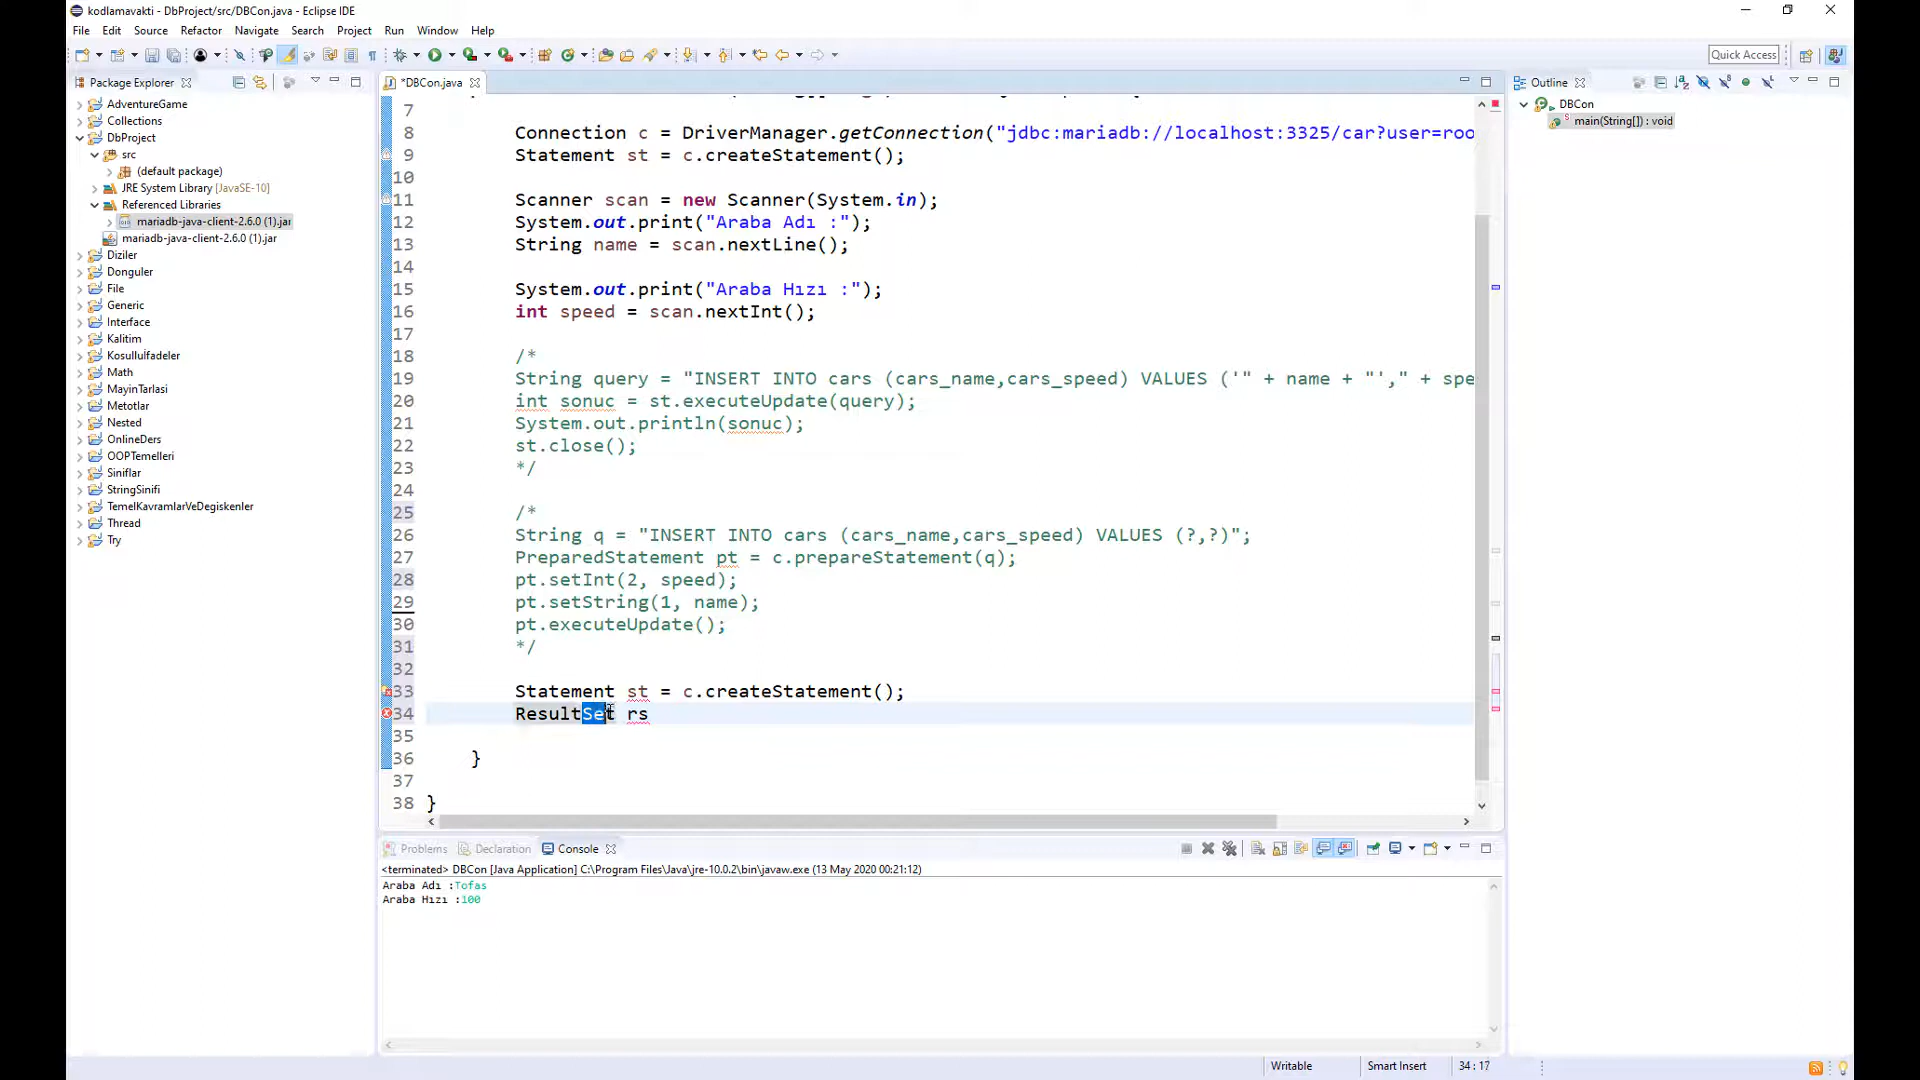 kodlamavakti - DbProject/src/DBCon.java - Eclipse IDE
File Edit Source Refactor Navigate Search Project Run Window Help
Quick Access
Package Explorer
AdventureGame
Collections
DbProject
src
(default package)
JRE System Library [JavaSE-10]
Referenced Libraries
mariadb-java-client-2.6.0 (1).jar
mariadb-java-client-2.6.0 (1).jar
Diziler
Donguler
File
Generic
Interface
Kalitim
Kosullulfadeler
Math
MayinTarlasi
Metotlar
Nested
OnlineDers
OOPTemelleri
Siniflar
StringSinifi
TemelKavramlarVeDegiskenler
Thread
Try
*DBCon.java
7
8 Connection c = DriverManager.getConnection("jdbc:mariadb://localhost:3325/car?user=roo
9 Statement st = c.createStatement();
10
11 Scanner scan = new Scanner(System.in);
12 System.out.print("Araba Adı :");
13 String name = scan.nextLine();
14
15 System.out.print("Araba Hızı :");
16 int speed = scan.nextInt();
17
18 /*
19 String query = "INSERT INTO cars (cars_name,cars_speed) VALUES ('" + name + "'," + spe
20 int sonuc = st.executeUpdate(query);
21 System.out.println(sonuc);
22 st.close();
23 */
24
25 /*
26 String q = "INSERT INTO cars (cars_name,cars_speed) VALUES (?,?)";
27 PreparedStatement pt = c.prepareStatement(q);
28 pt.setInt(2, speed);
29 pt.setString(1, name);
30 pt.executeUpdate();
31 */
32
33 Statement st = c.createStatement();
34 ResultSet rs
35
36 }
37
38 }
Problems Declaration Console
<terminated> DBCon [Java Application] C:\Program Files\Java\jre-10.0.2\bin\javaw.exe (13 May 2020 00:21:12)
Araba Adı :Tofas
Araba Hızı :100
Outline
DBCon
main(String[]) : void
Writable Smart Insert 34 : 17